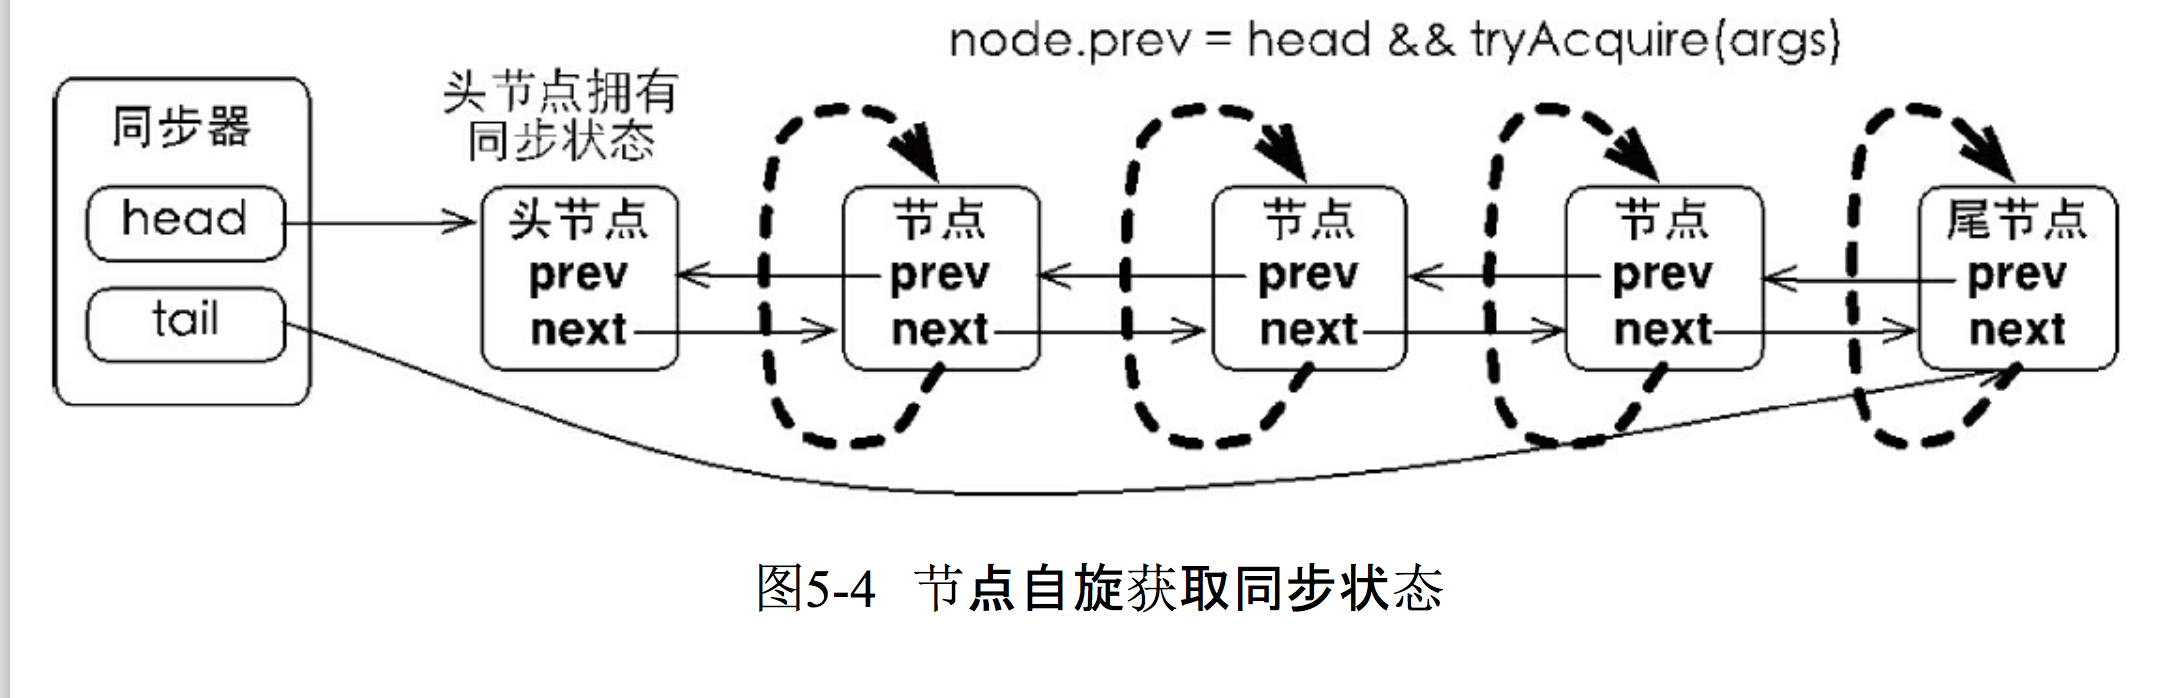 node.prev = head && tryAcquire(args)
头节点拥有
同步状态
同步器
head
tail
头节点
prev
next
节点
prev
next
节点
prev
next
节点
prev
next
尾节点
prev
next
图5-4 节点自旋获取同步状态